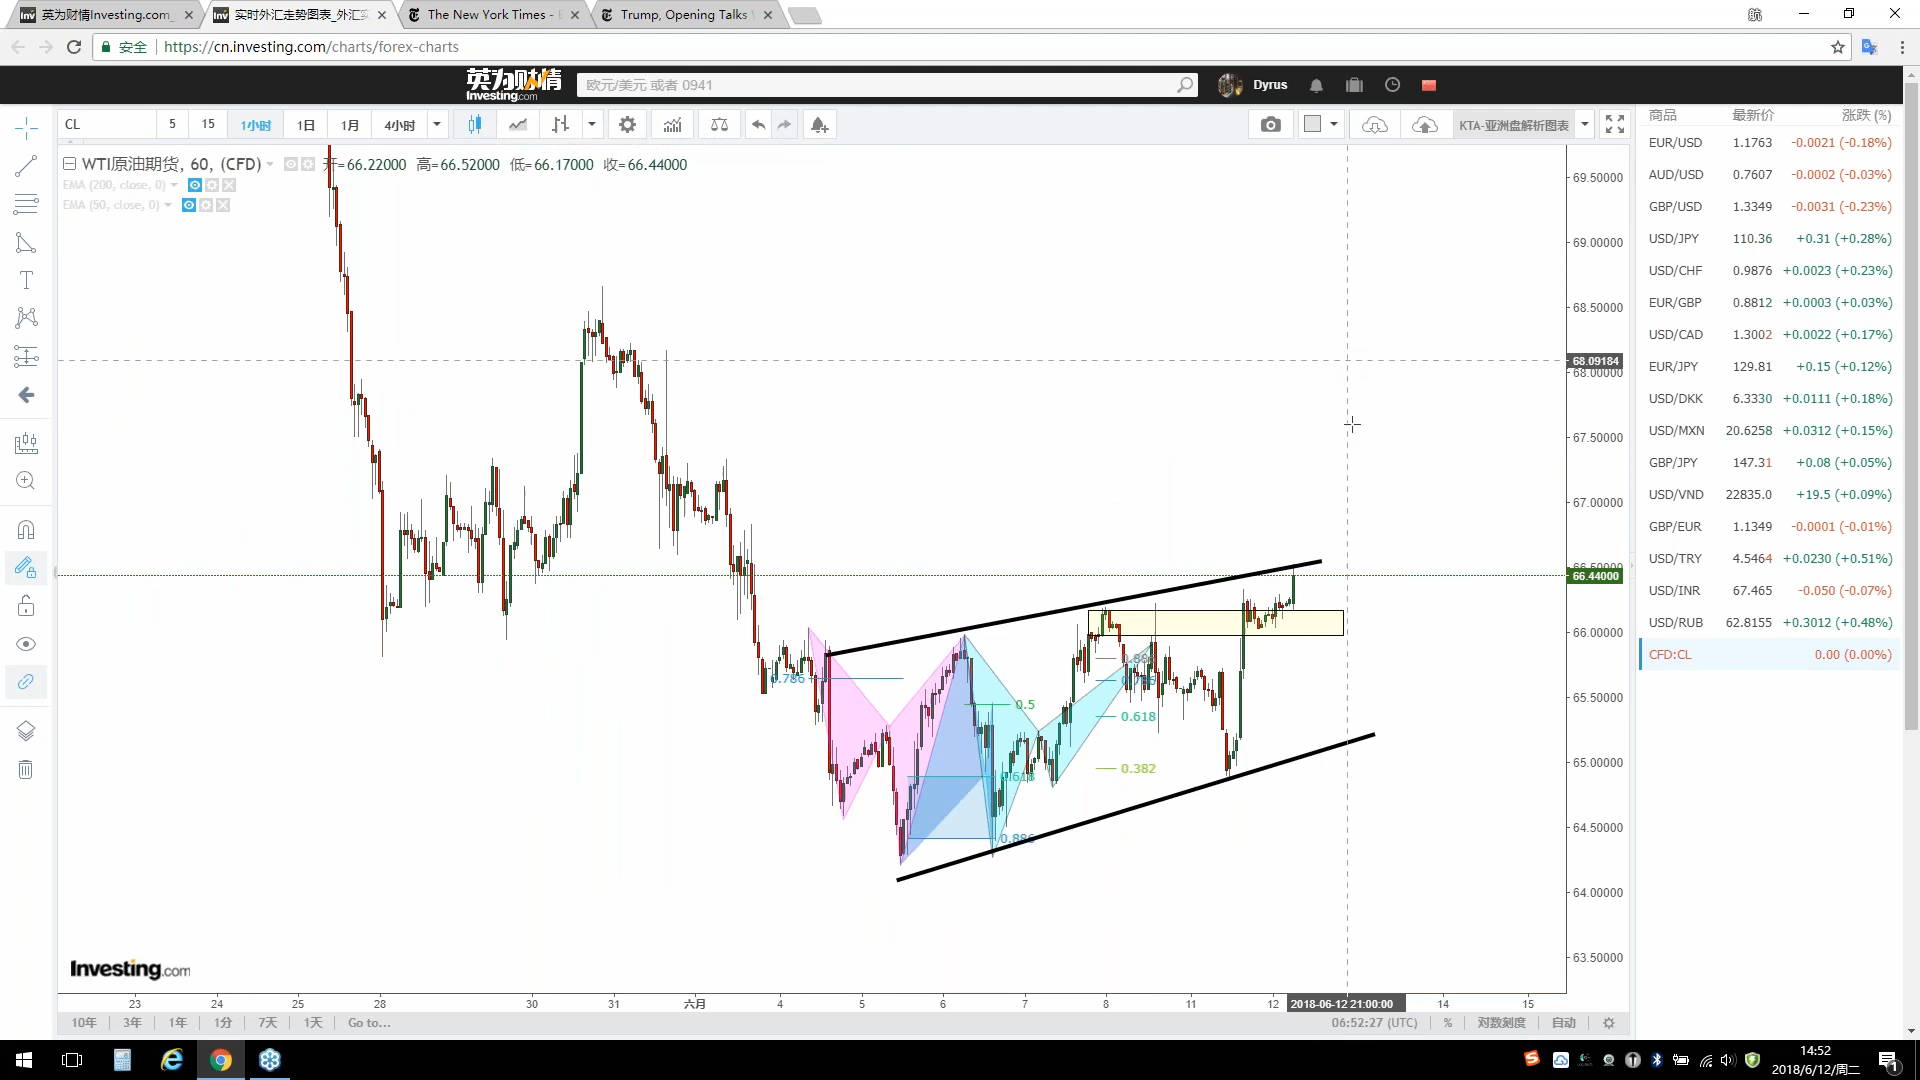 英为财情Investing.com
实时外汇走势图表_外汇实
The New York Times -
Trump, Opening Talks
航
安全 https://cn.investing.com/charts/forex-charts
英为财情
Investing.com
欧元/美元 或者 0941
Dyrus
CL 5 15 1小时 1日 1月 4小时
KTA-亚洲盘解析图表
WTI原油期货, 60, (CFD) 开=66.22000 高=66.52000 低=66.17000 收=66.44000
EMA (200, close, 0)
EMA (50, close, 0)
69.50000
69.00000
68.50000
68.09184
68.00000
67.50000
67.00000
66.50000
66.44000
66.00000
65.50000
65.00000
64.50000
64.00000
63.50000
0.786
0.5
0.618
0.886
0.886
0.786
0.618
0.382
Investing.com
23 24 25 28 30 31 六月 4 5 6 7 8 11 12 2018-06-12 21:00:00 14 15
10年 3年 1年 1分 7天 1天 Go to...
06:52:27 (UTC) % 对数刻度 自动
商品 最新价 涨跌 (%)
EUR/USD 1.1763 -0.0021 (-0.18%)
AUD/USD 0.7607 -0.0002 (-0.03%)
GBP/USD 1.3349 -0.0031 (-0.23%)
USD/JPY 110.36 +0.31 (+0.28%)
USD/CHF 0.9876 +0.0023 (+0.23%)
EUR/GBP 0.8812 +0.0003 (+0.03%)
USD/CAD 1.3002 +0.0022 (+0.17%)
EUR/JPY 129.81 +0.15 (+0.12%)
USD/DKK 6.3330 +0.0111 (+0.18%)
USD/MXN 20.6258 +0.0312 (+0.15%)
GBP/JPY 147.31 +0.08 (+0.05%)
USD/VND 22835.0 +19.5 (+0.09%)
GBP/EUR 1.1349 -0.0001 (-0.01%)
USD/TRY 4.5464 +0.0230 (+0.51%)
USD/INR 67.465 -0.050 (-0.07%)
USD/RUB 62.8155 +0.3012 (+0.48%)
CFD:CL 0.00 (0.00%)
14:52
2018/6/12/周二
1